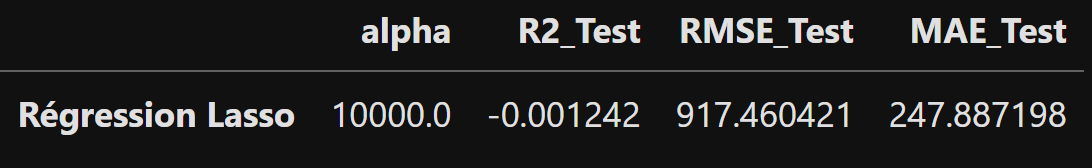 alpha R2_Test RMSE_Test MAE_Test
Régression Lasso 10000.0 -0.001242 917.460421 247.887198